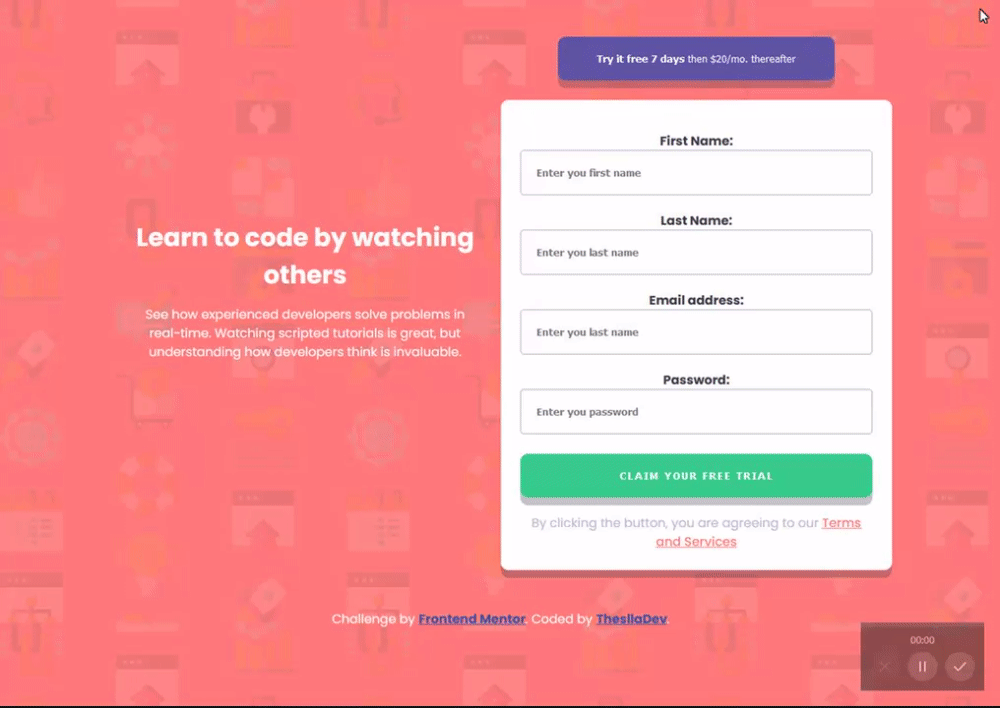 Try it free 7 days then $20/mo. thereafter
First Name:
Enter you first name
Last Name:
Enter you last name
Learn to code by watching
others
See how experienced developers solve problems in
real-time. Watching scripted tutorials is great, but
understanding how developers think is invaluable.
Email address:
Enter you last name
Password:
Enter you password
CLAIM YOUR FREE TRIAL
By clicking the button, you are agreeing to our Terms
and Services
Challenge by Frontend Mentor. Coded by ThesllaDev.
00:00